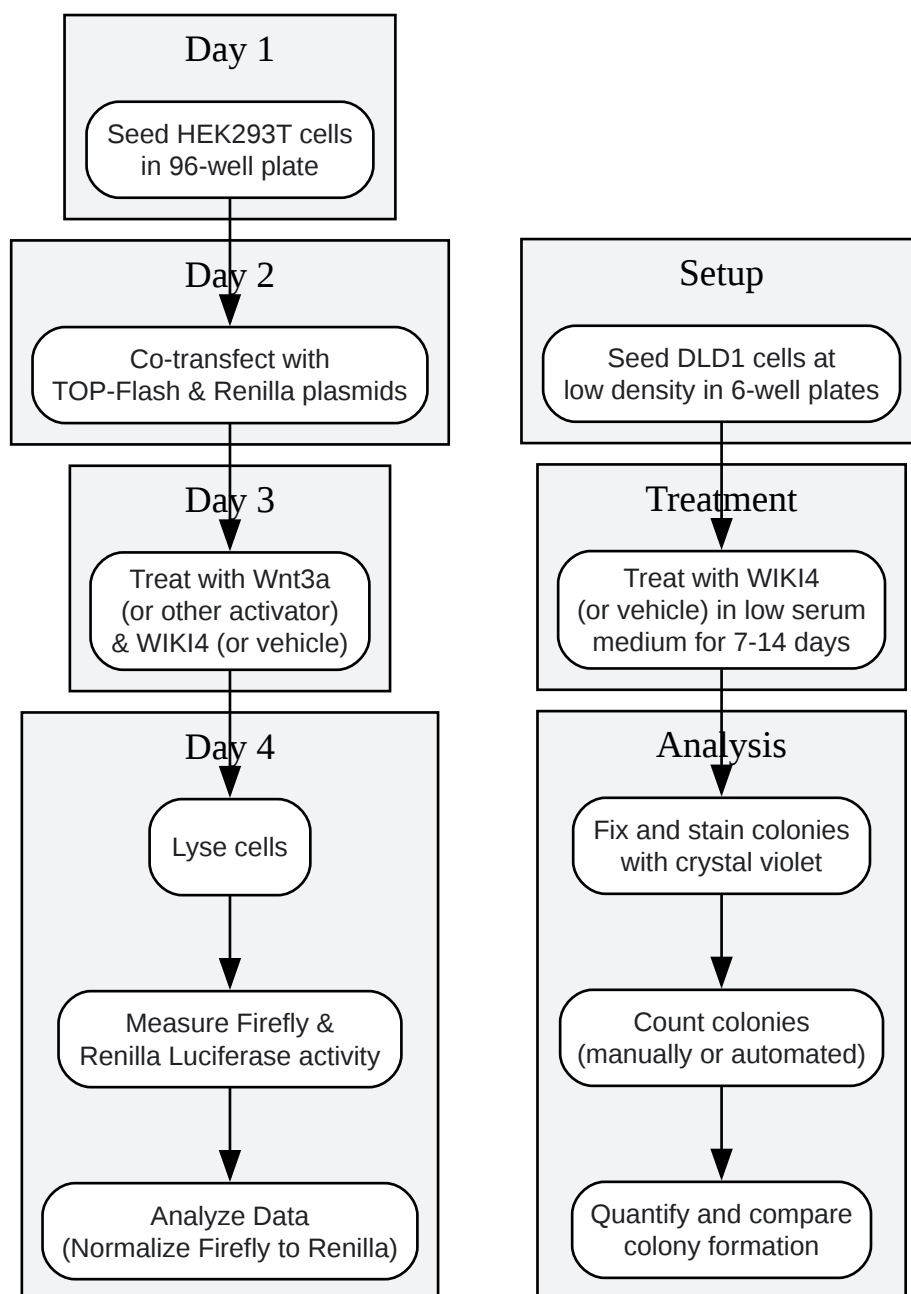 Day 1
Seed HEK293T cells
in 96-well plate
Day 2
Co-transfect with
TOP-Flash & Renilla plasmids
Day 3
Treat with Wnt3a
(or other activator)
& WIKI4 (or vehicle)
Day 4
Lyse cells
Measure Firefly &
Renilla Luciferase activity
Analyze Data
(Normalize Firefly to Renilla)
Setup
Seed DLD1 cells at
low density in 6-well plates
Treatment
Treat with WIKI4
(or vehicle) in low serum
medium for 7-14 days
Analysis
Fix and stain colonies
with crystal violet
Count colonies
(manually or automated)
Quantify and compare
colony formation